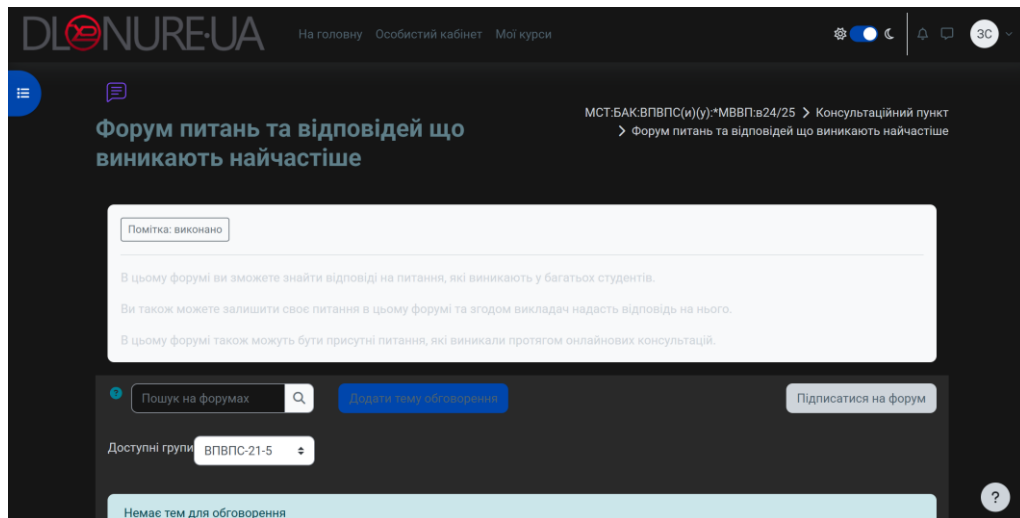 DL NURE·UA
На головну Особистий кабінет Мої курси
ЗС
МСТ:БАК:ВПВПС(и)(у):*МВВП:в24/25 > Консультаційний пункт
> Форум питань та відповідей що виникають найчастіше
Форум питань та відповідей що
виникають найчастіше
Помітка: виконано
В цьому форумі ви зможете знайти відповіді на питання, які виникають у багатьох студентів.
Ви також можете залишити своє питання в цьому форумі та згодом викладач надасть відповідь на нього.
В цьому форумі також можуть бути присутні питання, які виникали протягом онлайнових консультацій.
? Пошук на форумах Додати тему обговорення Підписатися на форум
Доступні групи ВПВПС-21-5
?
Немає тем для обговорення